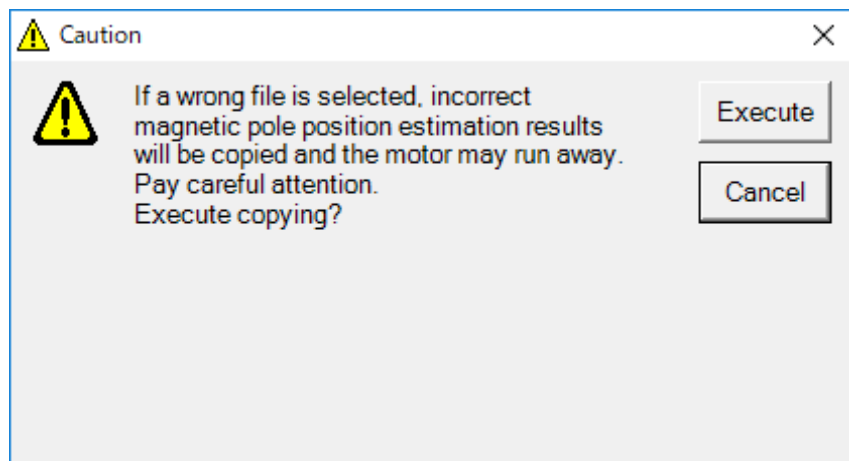 Caution
If a wrong file is selected, incorrect
magnetic pole position estimation results
will be copied and the motor may run away.
Pay careful attention.
Execute copying?
Execute
Cancel